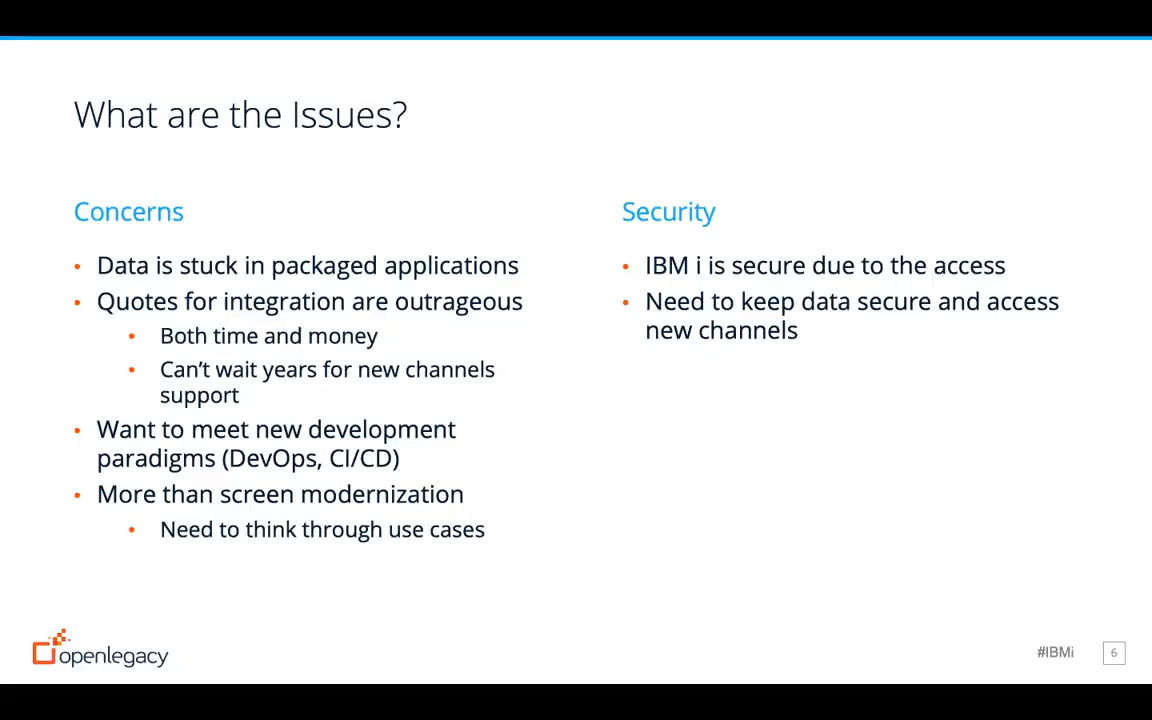 What are the Issues?
Concerns
• Data is stuck in packaged applications
• Quotes for integration are outrageous
• Both time and money
• Can’t wait years for new channels
support
• Want to meet new development
paradigms (DevOps, CI/CD)
• More than screen modernization
• Need to think through use cases
Security
• IBM i is secure due to the access
• Need to keep data secure and access
new channels
openlegacy
#IBMi
6